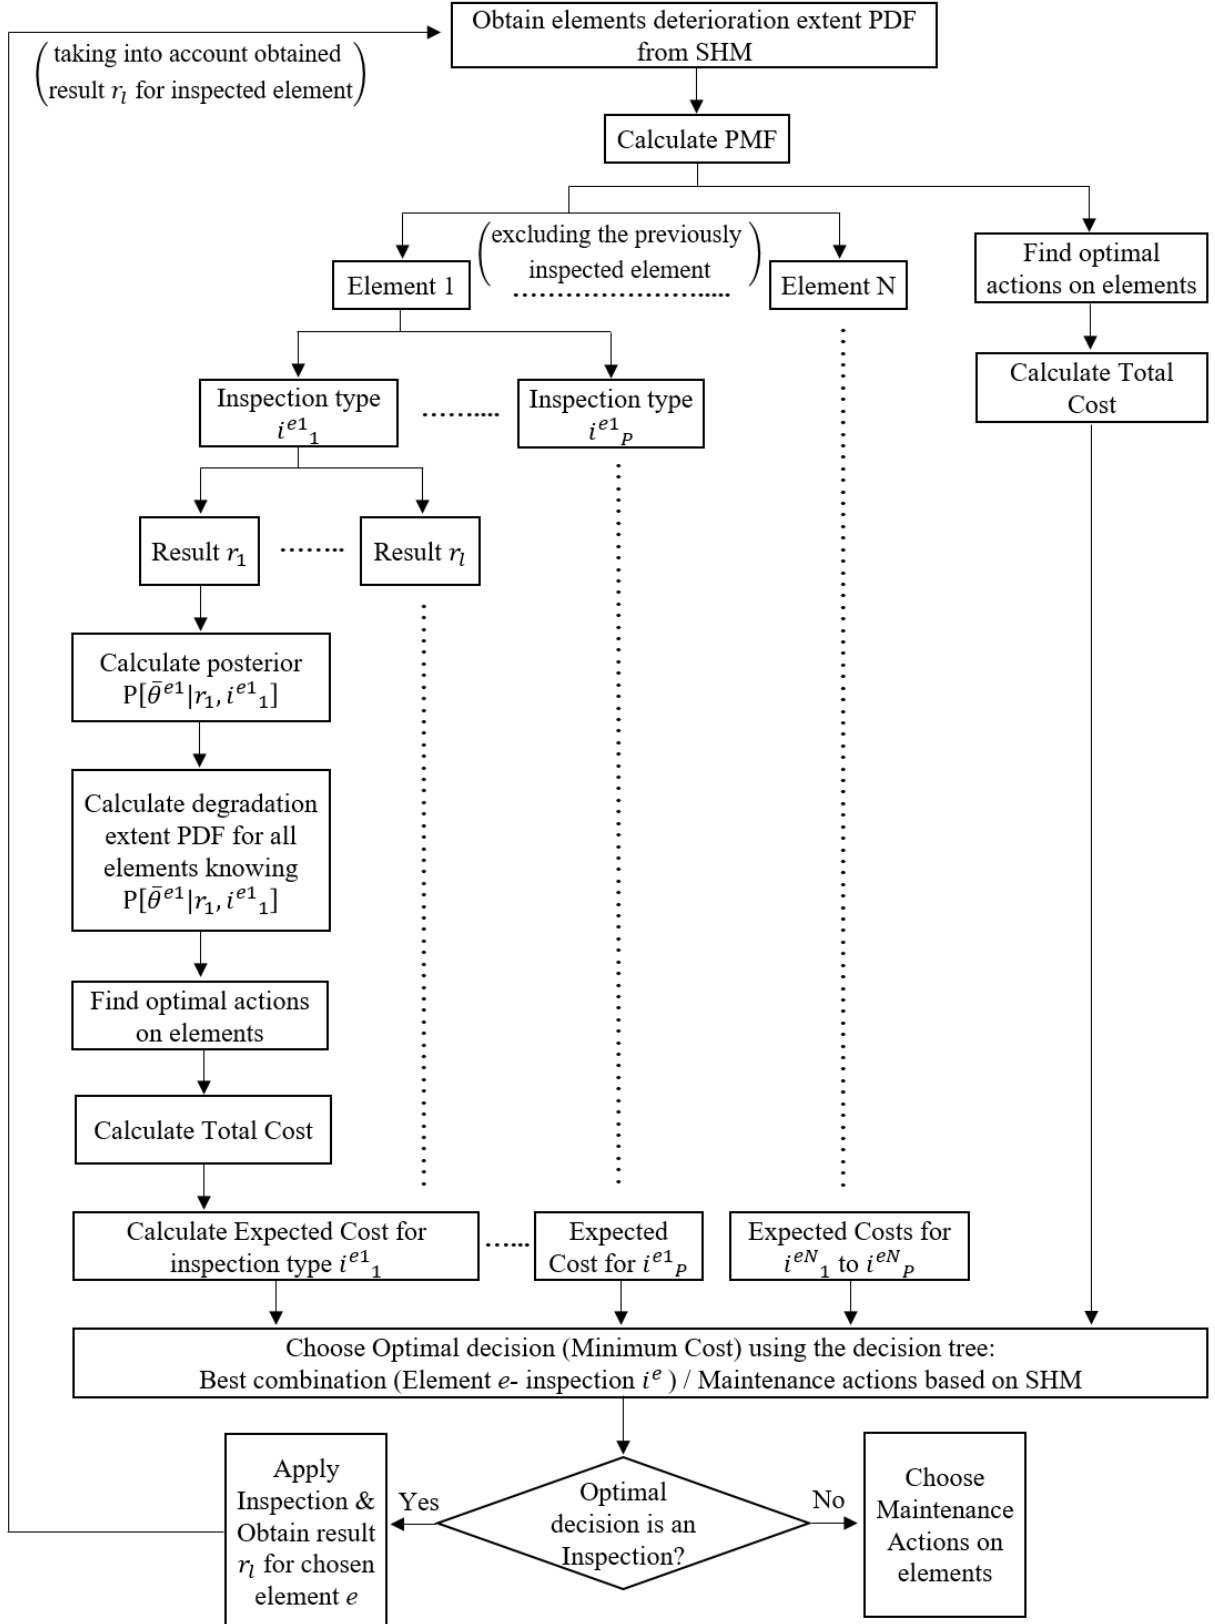 Obtain elements deterioration extent PDF
from SHM
(taking into account obtained
result r_l for inspected element)
Calculate PMF
(excluding the previously
inspected element)
Element 1
........................
Element N
Find optimal
actions on elements
Calculate Total
Cost
Inspection type
i^{e1}_1
..........
Inspection type
i^{e1}_P
Result r_1
........
Result r_l
Calculate posterior
P[θ̄^{e1}|r_1, i^{e1}_1]
Calculate degradation
extent PDF for all
elements knowing
P[θ̄^{e1}|r_1, i^{e1}_1]
Find optimal actions
on elements
Calculate Total Cost
Calculate Expected Cost for
inspection type i^{e1}_1
......
Expected
Cost for i^{e1}_P
Expected Costs for
i^{eN}_1 to i^{eN}_P
Choose Optimal decision (Minimum Cost) using the decision tree:
Best combination (Element e- inspection i^e) / Maintenance actions based on SHM
Apply
Inspection &
Obtain result
r_l for chosen
element e
Yes
Optimal
decision is an
Inspection?
No
Choose
Maintenance
Actions on
elements